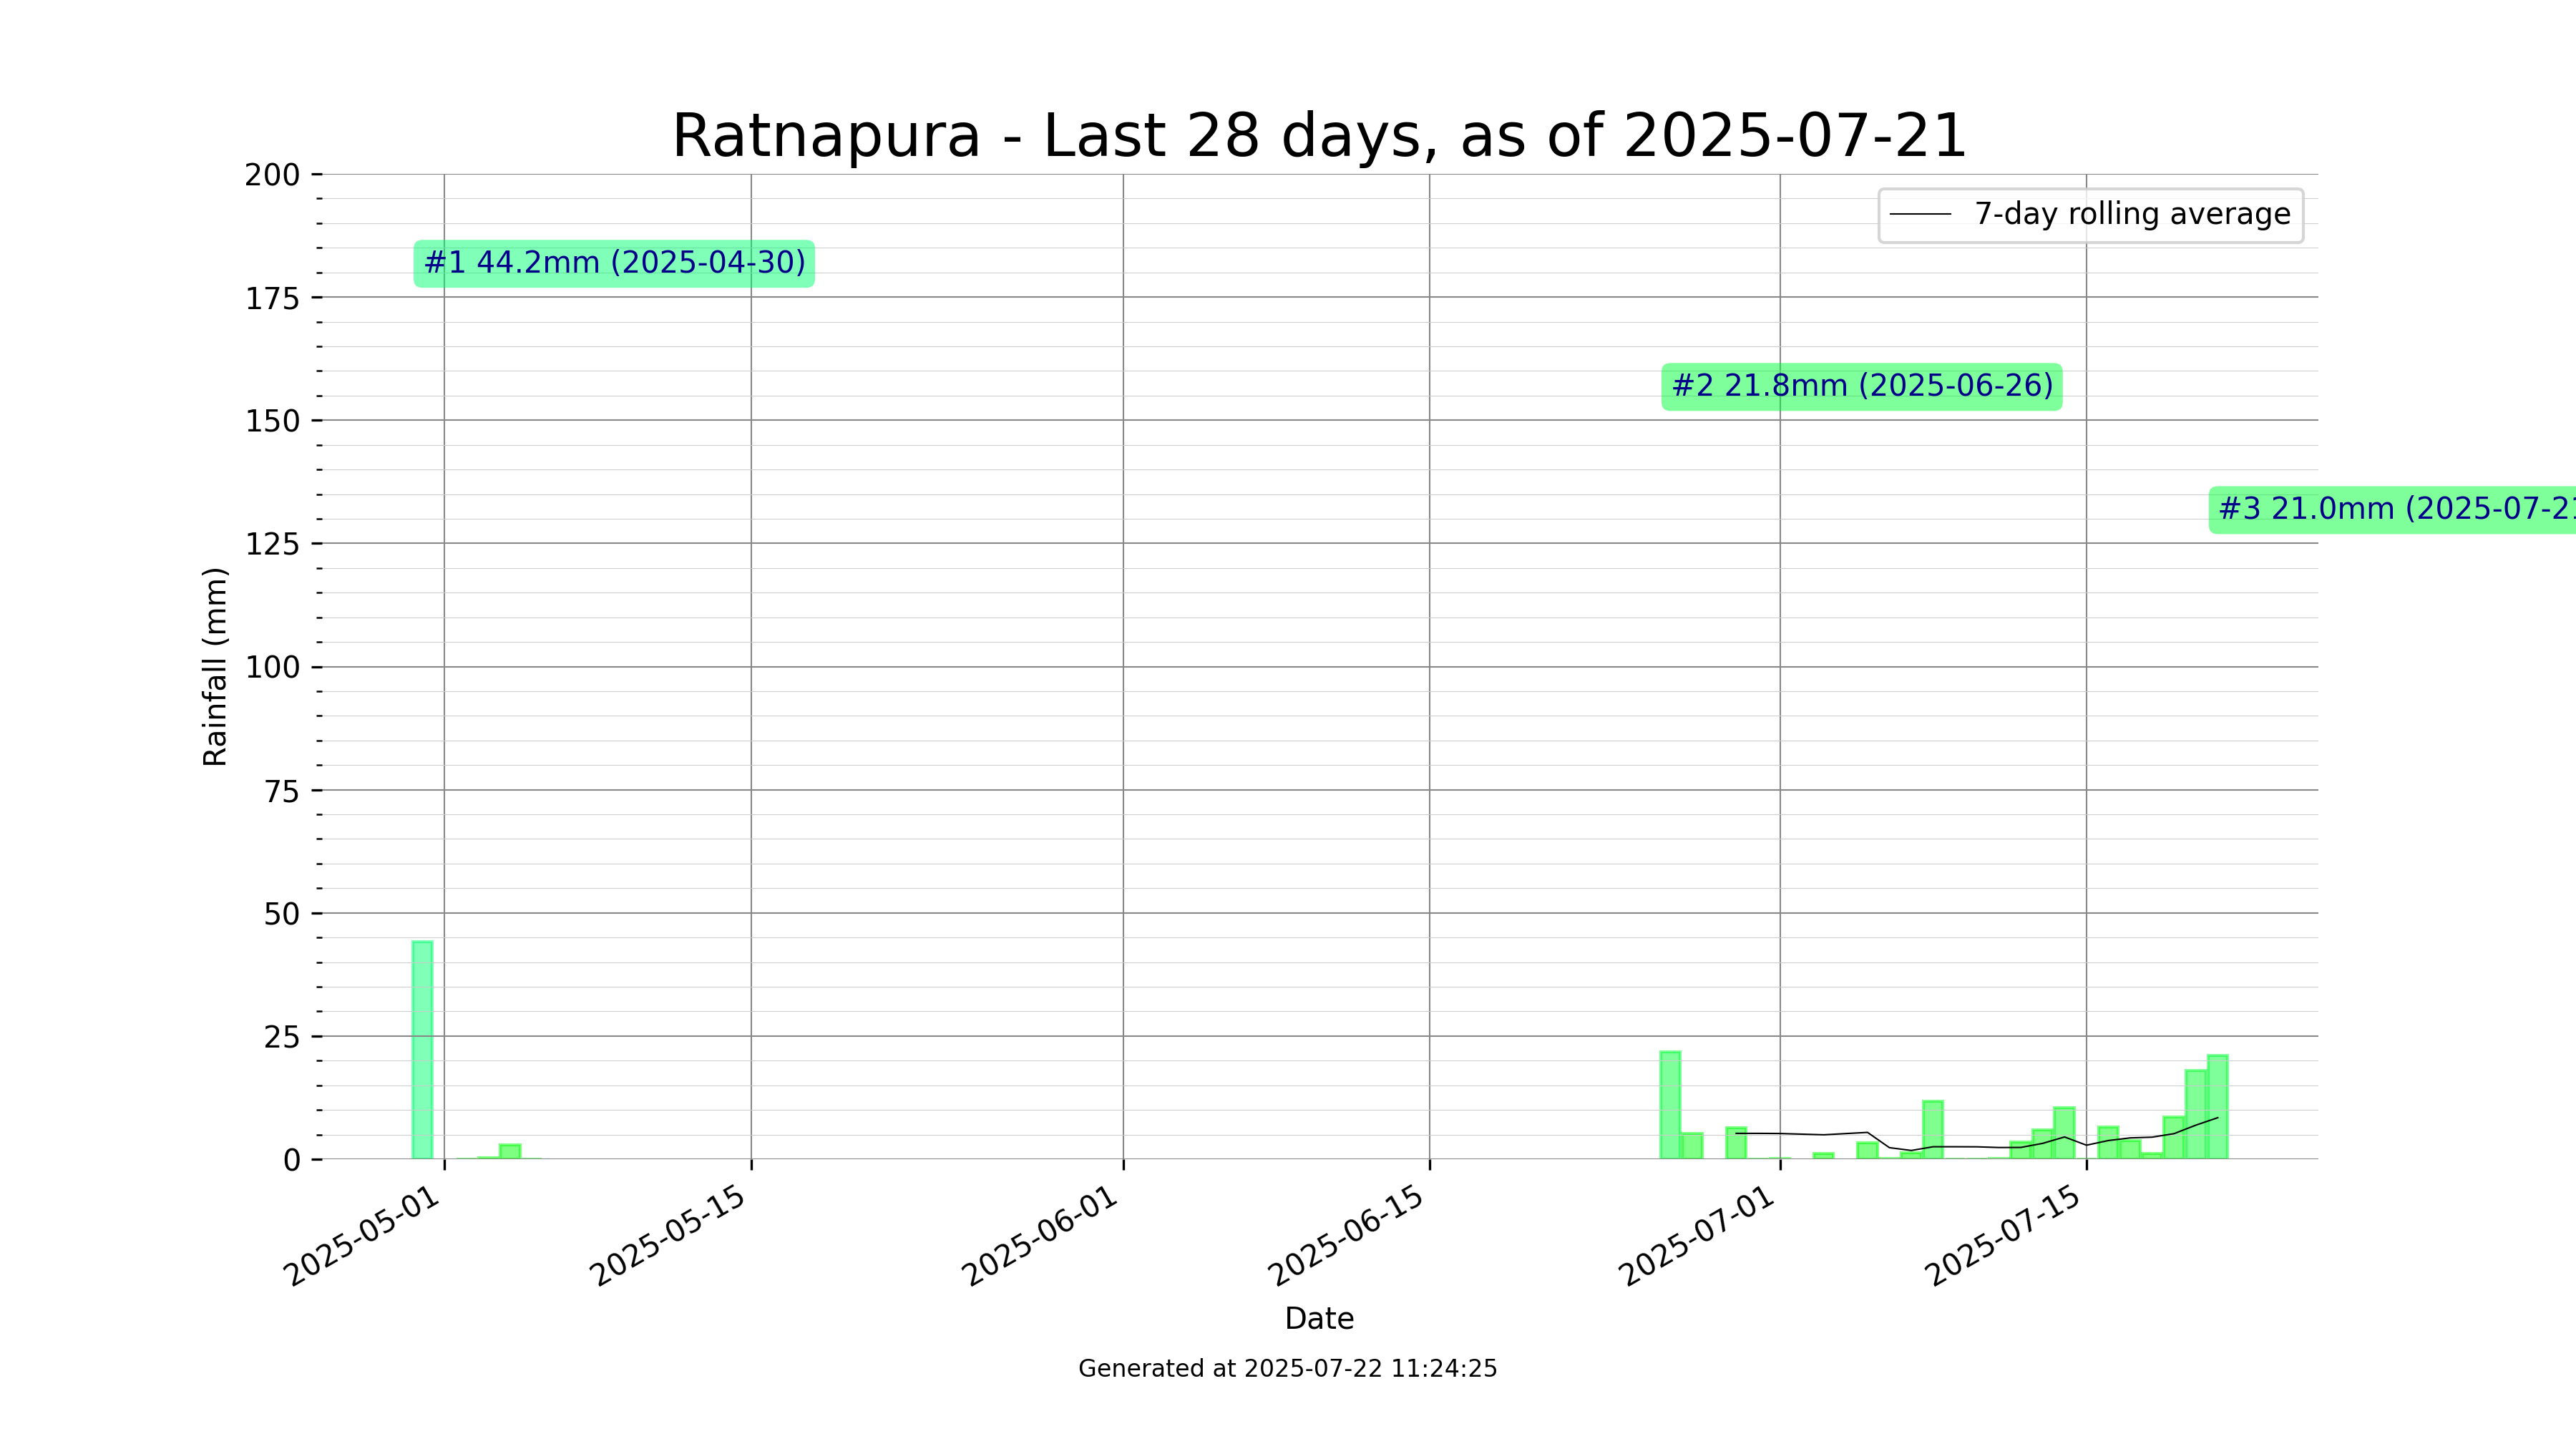 Ratnapura - Last 28 days, as of 2025-07-21
200
175
150
125
100
75
50
25
0
Rainfall (mm)
7-day rolling average
#1 44.2mm (2025-04-30)
#2 21.8mm (2025-06-26)
#3 21.0mm (2025-07-21
2025-05-01
2025-05-15
2025-06-01
2025-06-15
2025-07-01
2025-07-15
Date
Generated at 2025-07-22 11:24:25